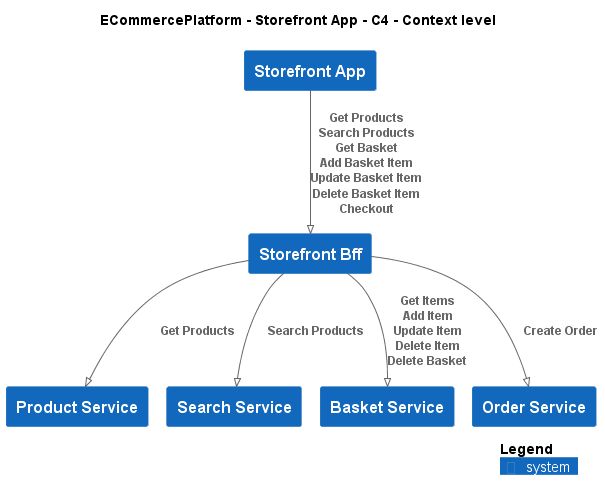 ECommercePlatform - Storefront App - C4 - Context level
Storefront App
Get Products
Search Products
Get Basket
Add Basket Item
Update Basket Item
Delete Basket Item
Checkout
Storefront Bff
Get Products
Search Products
Get Items
Add Item
Update Item
Delete Item
Delete Basket
Create Order
Product Service
Search Service
Basket Service
Order Service
Legend
system